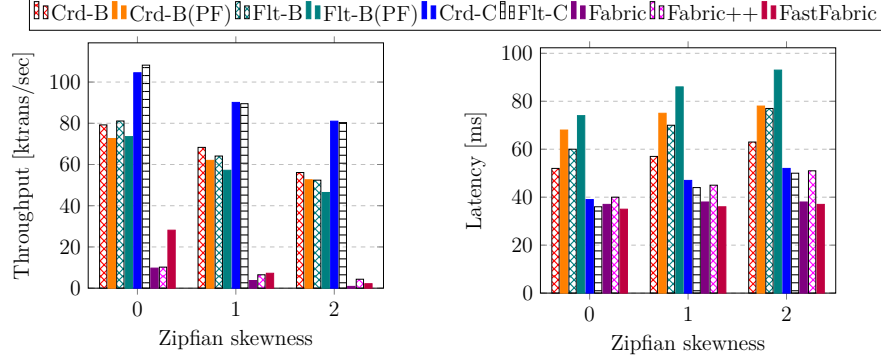 Crd-B Crd-B(PF) Flt-B Flt-B(PF) Crd-C Flt-C Fabric Fabric++ FastFabric
Throughput [ktrans/sec]
100
80
60
40
20
0
0 1 2
Zipfian skewness
Latency [ms]
100
80
60
40
20
0
0 1 2
Zipfian skewness